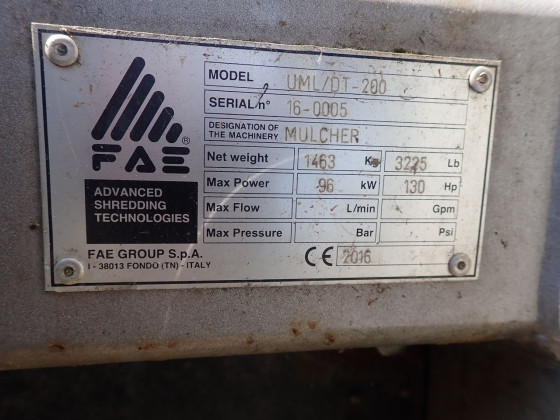 FAE ®
ADVANCED
SHREDDING
TECHNOLOGIES
FAE GROUP S.p.A.
I - 38013 FONDO (TN) - ITALY
MODEL UML/DT-200
SERIAL n° 16-0005
DESIGNATION OF
THE MACHINERY MULCHER
Net weight 1463 Kg 3225 Lb
Max Power 96 kW 130 Hp
Max Flow L/min Gpm
Max Pressure Bar Psi
CE 2016